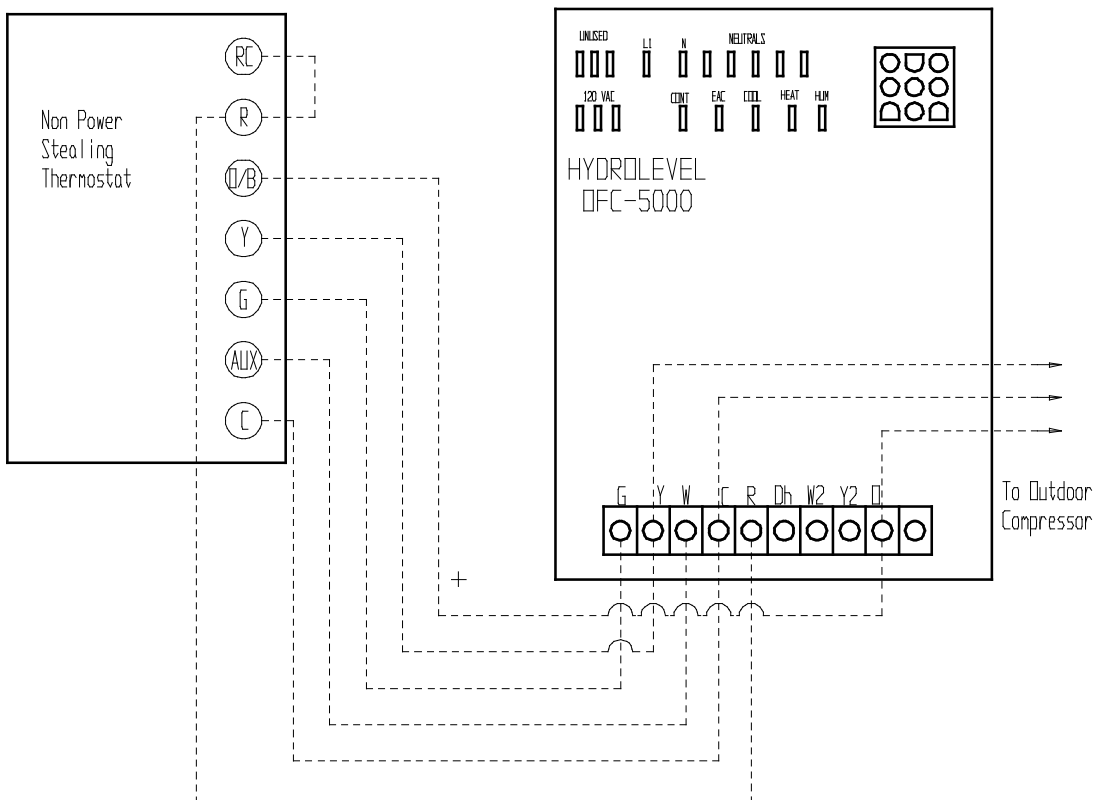 UNUSED
L1
N
NEUTRALS
120 VAC
CONT
EAC
COOL
HEAT
HUM
HYDROLEVEL
OFC-5000
Non Power
Stealing
Thermostat
RC
R
O/B
Y
G
AUX
C
G Y W C R Dh W2 Y2 O
To Outdoor
Compressor